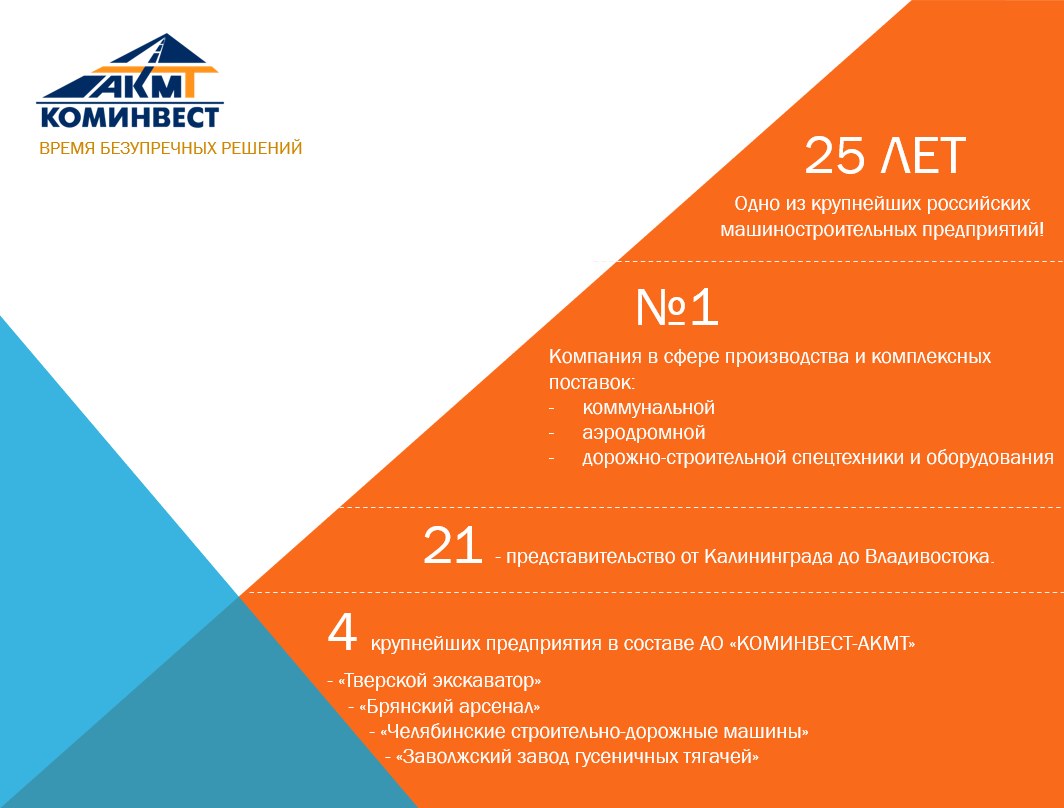 АКМТ
КОМИНВЕСТ
ВРЕМЯ БЕЗУПРЕЧНЫХ РЕШЕНИЙ
25 ЛЕТ
Одно из крупнейших российских
машиностроительных предприятий!
№1
Компания в сфере производства и комплексных
поставок:
- коммунальной
- аэродромной
- дорожно-строительной спецтехники и оборудования
21 - представительство от Калининграда до Владивостока.
4 крупнейших предприятия в составе АО «КОМИНВЕСТ-АКМТ»
- «Тверской экскаватор»
- «Брянский арсенал»
- «Челябинские строительно-дорожные машины»
- «Заволжский завод гусеничных тягачей»